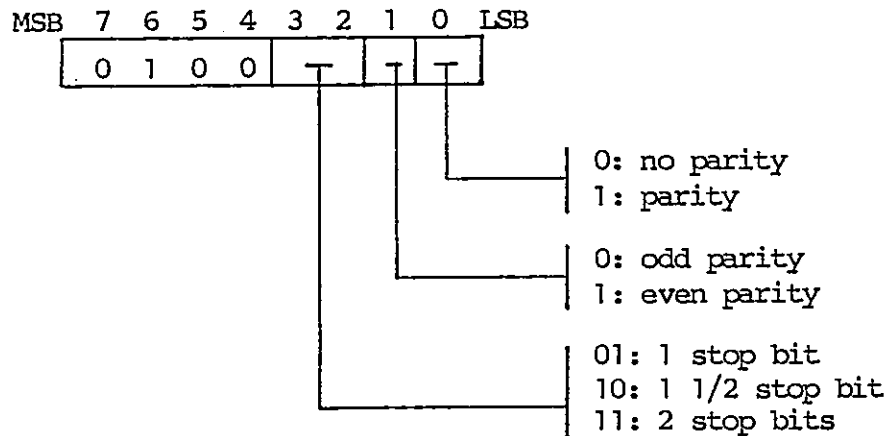 MSB 7 6 5 4 3 2 1 0 LSB
0 1 0 0
0: no parity
1: parity
0: odd parity
1: even parity
01: 1 stop bit
10: 1 1/2 stop bit
11: 2 stop bits